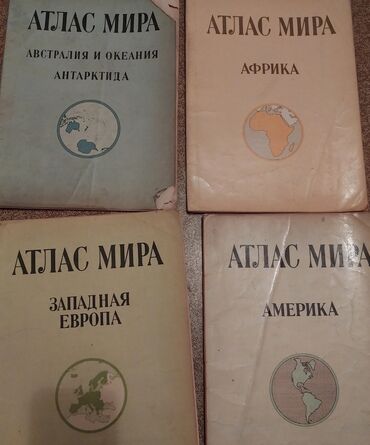 АТЛАС МИРА
АВСТРАЛИЯ И ОКЕАНИЯ
АНТАРКТИДА
АТЛАС МИРА
АФРИКА
АТЛАС МИРА
ЗАПАДНАЯ
ЕВРОПА
АТЛАС МИРА
АМЕРИКА